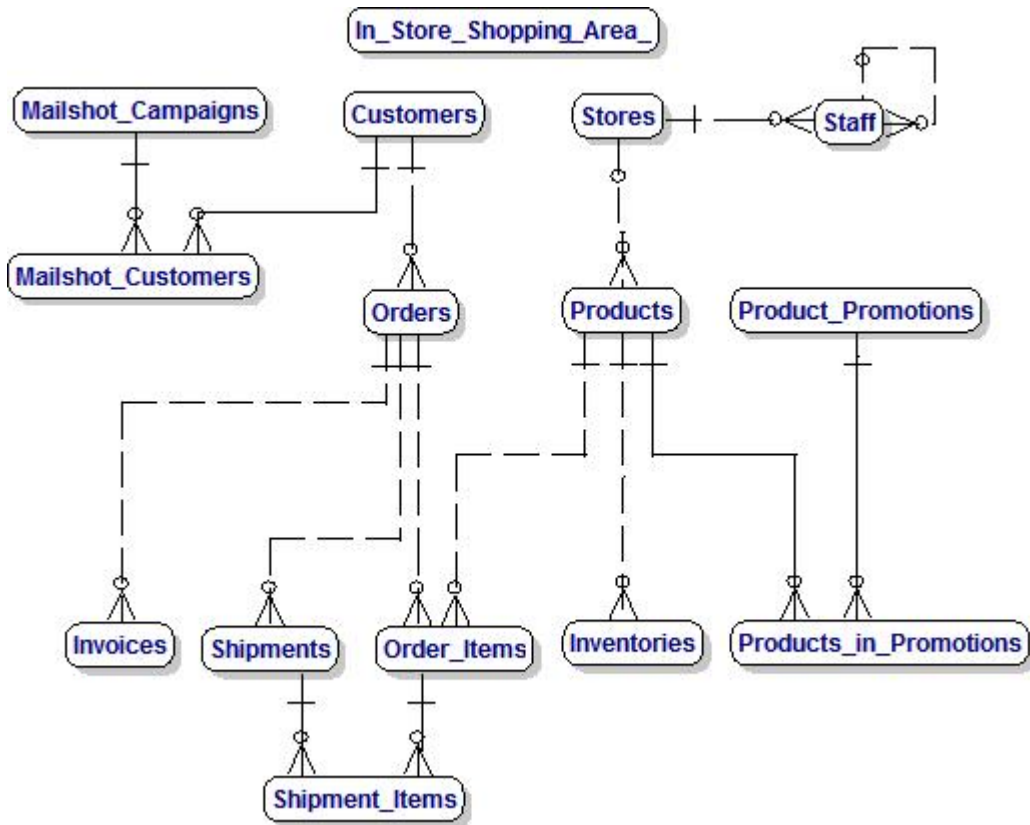 In_Store_Shopping_Area_
Mailshot_Campaigns
Customers
Stores
Staff
Mailshot_Customers
Orders
Products
Product_Promotions
Invoices
Shipments
Order_Items
Inventories
Products_in_Promotions
Shipment_Items